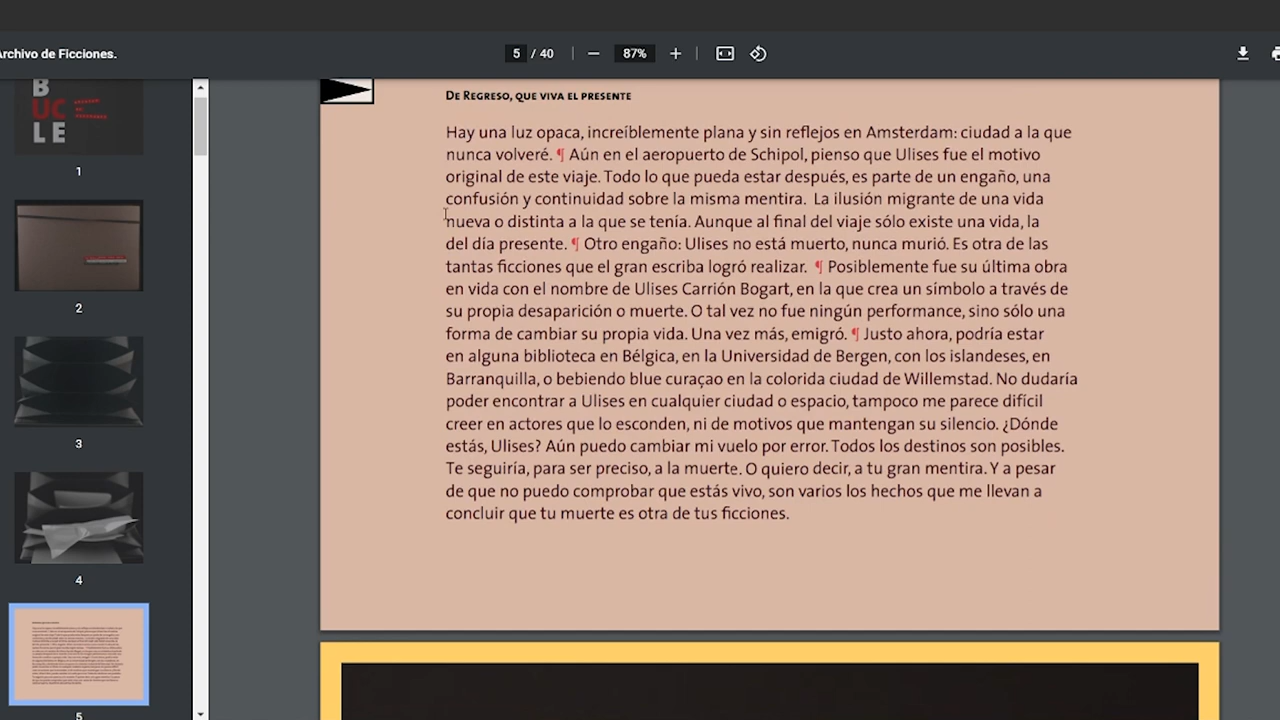 Archivo de Ficciones.
5 / 40
87%
B
UC
LE
1
2
3
4
5
De Regreso, que viva el presente
Hay una luz opaca, increíblemente plana y sin reflejos en Amsterdam: ciudad a la que
nunca volveré. ¶ Aún en el aeropuerto de Schipol, pienso que Ulises fue el motivo
original de este viaje. Todo lo que pueda estar después, es parte de un engaño, una
confusión y continuidad sobre la misma mentira. La ilusión migrante de una vida
nueva o distinta a la que se tenía. Aunque al final del viaje sólo existe una vida, la
del día presente. ¶ Otro engaño: Ulises no está muerto, nunca murió. Es otra de las
tantas ficciones que el gran escriba logró realizar. ¶ Posiblemente fue su última obra
en vida con el nombre de Ulises Carrión Bogart, en la que crea un símbolo a través de
su propia desaparición o muerte. O tal vez no fue ningún performance, sino sólo una
forma de cambiar su propia vida. Una vez más, emigró. ¶ Justo ahora, podría estar
en alguna biblioteca en Bélgica, en la Universidad de Bergen, con los islandeses, en
Barranquilla, o bebiendo blue curaçao en la colorida ciudad de Willemstad. No dudaría
poder encontrar a Ulises en cualquier ciudad o espacio, tampoco me parece difícil
creer en actores que lo esconden, ni de motivos que mantengan su silencio. ¿Dónde
estás, Ulises? Aún puedo cambiar mi vuelo por error. Todos los destinos son posibles.
Te seguiría, para ser preciso, a la muerte. O quiero decir, a tu gran mentira. Y a pesar
de que no puedo comprobar que estás vivo, son varios los hechos que me llevan a
concluir que tu muerte es otra de tus ficciones.